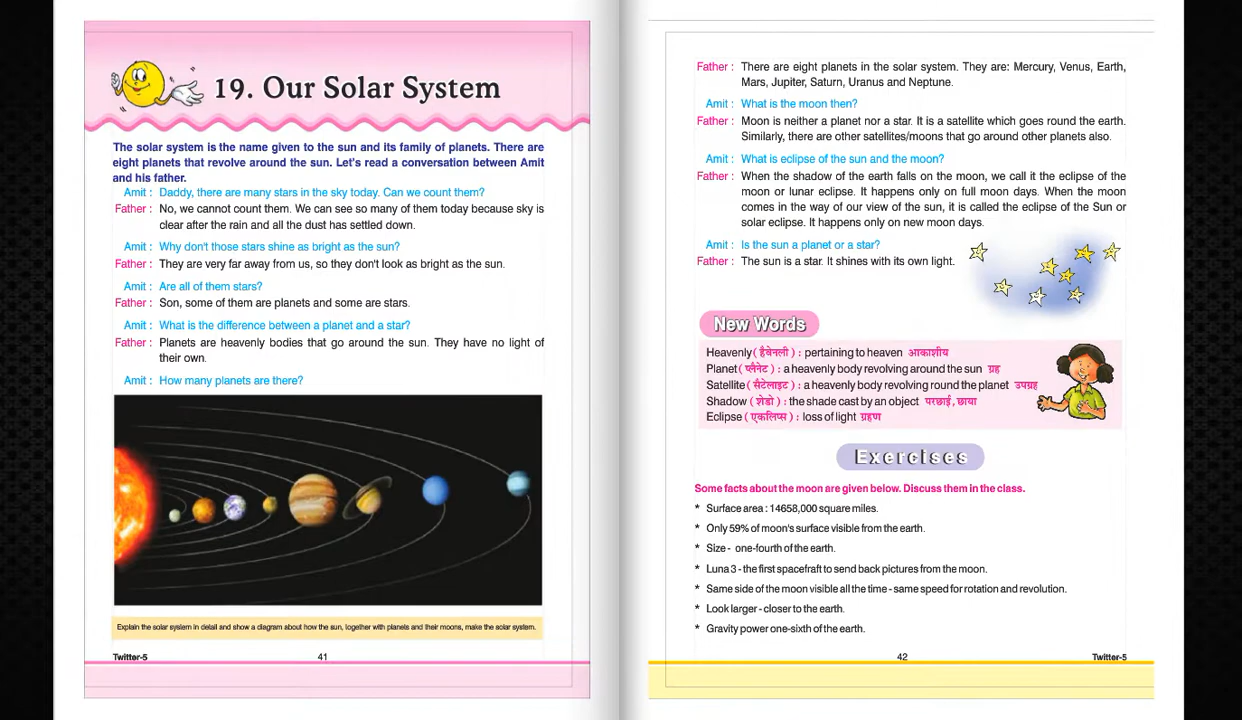 19. Our Solar System
The solar system is the name given to the sun and its family of planets. There are
eight planets that revolve around the sun. Let's read a conversation between Amit
and his father.
Amit : Daddy, there are many stars in the sky today. Can we count them?
Father : No, we cannot count them. We can see so many of them today because sky is
clear after the rain and all the dust has settled down.
Amit : Why don't those stars shine as bright as the sun?
Father : They are very far away from us, so they don't look as bright as the sun.
Amit : Are all of them stars?
Father : Son, some of them are planets and some are stars.
Amit : What is the difference between a planet and a star?
Father : Planets are heavenly bodies that go around the sun. They have no light of
their own.
Amit : How many planets are there?
Explain the solar system in detail and show a diagram about how the sun, together with planets and their moons, make the solar system.
Twitter-5 41
Father : There are eight planets in the solar system. They are: Mercury, Venus, Earth,
Mars, Jupiter, Saturn, Uranus and Neptune.
Amit : What is the moon then?
Father : Moon is neither a planet nor a star. It is a satellite which goes round the earth.
Similarly, there are other satellites/moons that go around other planets also.
Amit : What is eclipse of the sun and the moon?
Father : When the shadow of the earth falls on the moon, we call it the eclipse of the
moon or lunar eclipse. It happens only on full moon days. When the moon
comes in the way of our view of the sun, it is called the eclipse of the Sun or
solar eclipse. It happens only on new moon days.
Amit : Is the sun a planet or a star?
Father : The sun is a star. It shines with its own light.
New Words
Heavenly ( हैवेनली ) : pertaining to heaven आकाशीय
Planet ( प्लैनेट ) : a heavenly body revolving around the sun ग्रह
Satellite ( सैटेलाइट ) : a heavenly body revolving round the planet उपग्रह
Shadow ( शेडो ) : the shade cast by an object परछाई, छाया
Eclipse ( एकलिप्स ) : loss of light ग्रहण
Exercises
Some facts about the moon are given below. Discuss them in the class.
* Surface area : 14658,000 square miles.
* Only 59% of moon's surface visible from the earth.
* Size - one-fourth of the earth.
* Luna 3 - the first spacefraft to send back pictures from the moon.
* Same side of the moon visible all the time - same speed for rotation and revolution.
* Look larger - closer to the earth.
* Gravity power one-sixth of the earth.
42 Twitter-5